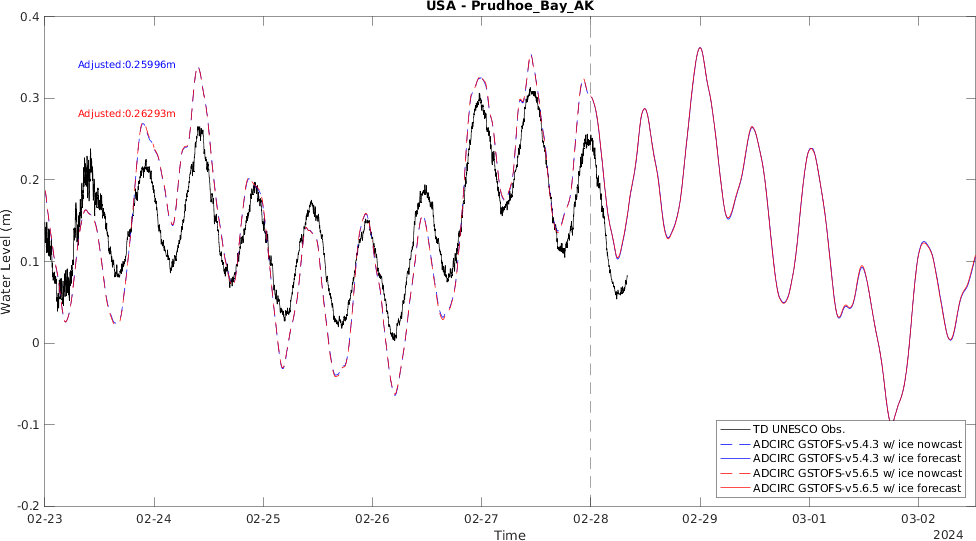 USA - Prudhoe_Bay_AK
0.4
0.3
0.2
0.1
0
-0.1
-0.2
Water Level (m)
Adjusted:0.25996m
Adjusted:0.26293m
TD UNESCO Obs.
ADCIRC GSTOFS-v5.4.3 w/ ice nowcast
ADCIRC GSTOFS-v5.4.3 w/ ice forecast
ADCIRC GSTOFS-v5.6.5 w/ ice nowcast
ADCIRC GSTOFS-v5.6.5 w/ ice forecast
02-23 02-24 02-25 02-26 02-27 02-28 02-29 03-01 03-02
Time
2024